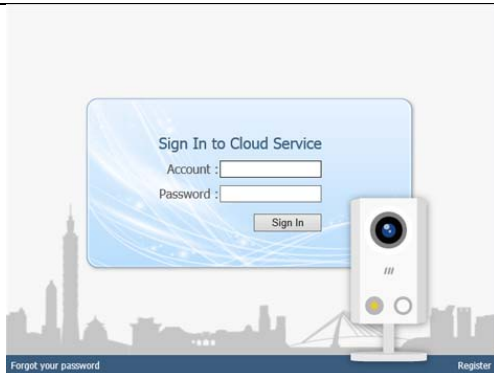 Sign In to Cloud Service
Account :
Password :
Sign In
Forgot your password
Register